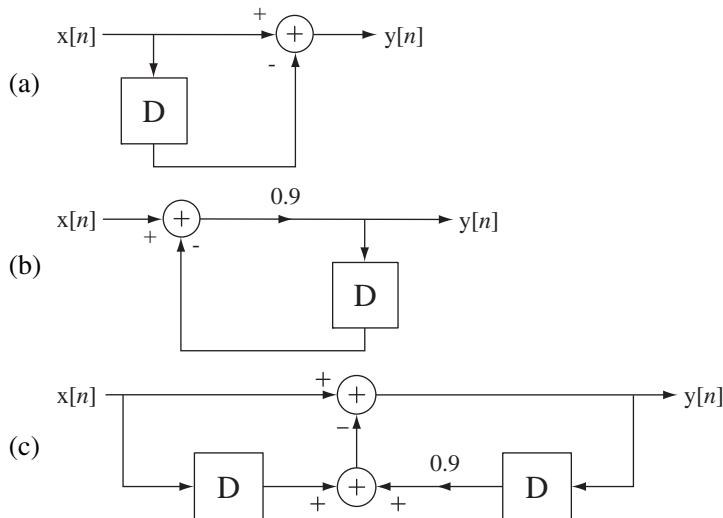 x[n] + + y[n]
-
(a)
D
0.9
x[n] + y[n]
+ -
(b)
D
x[n] + + y[n]
−
(c)
0.9
D + + + D